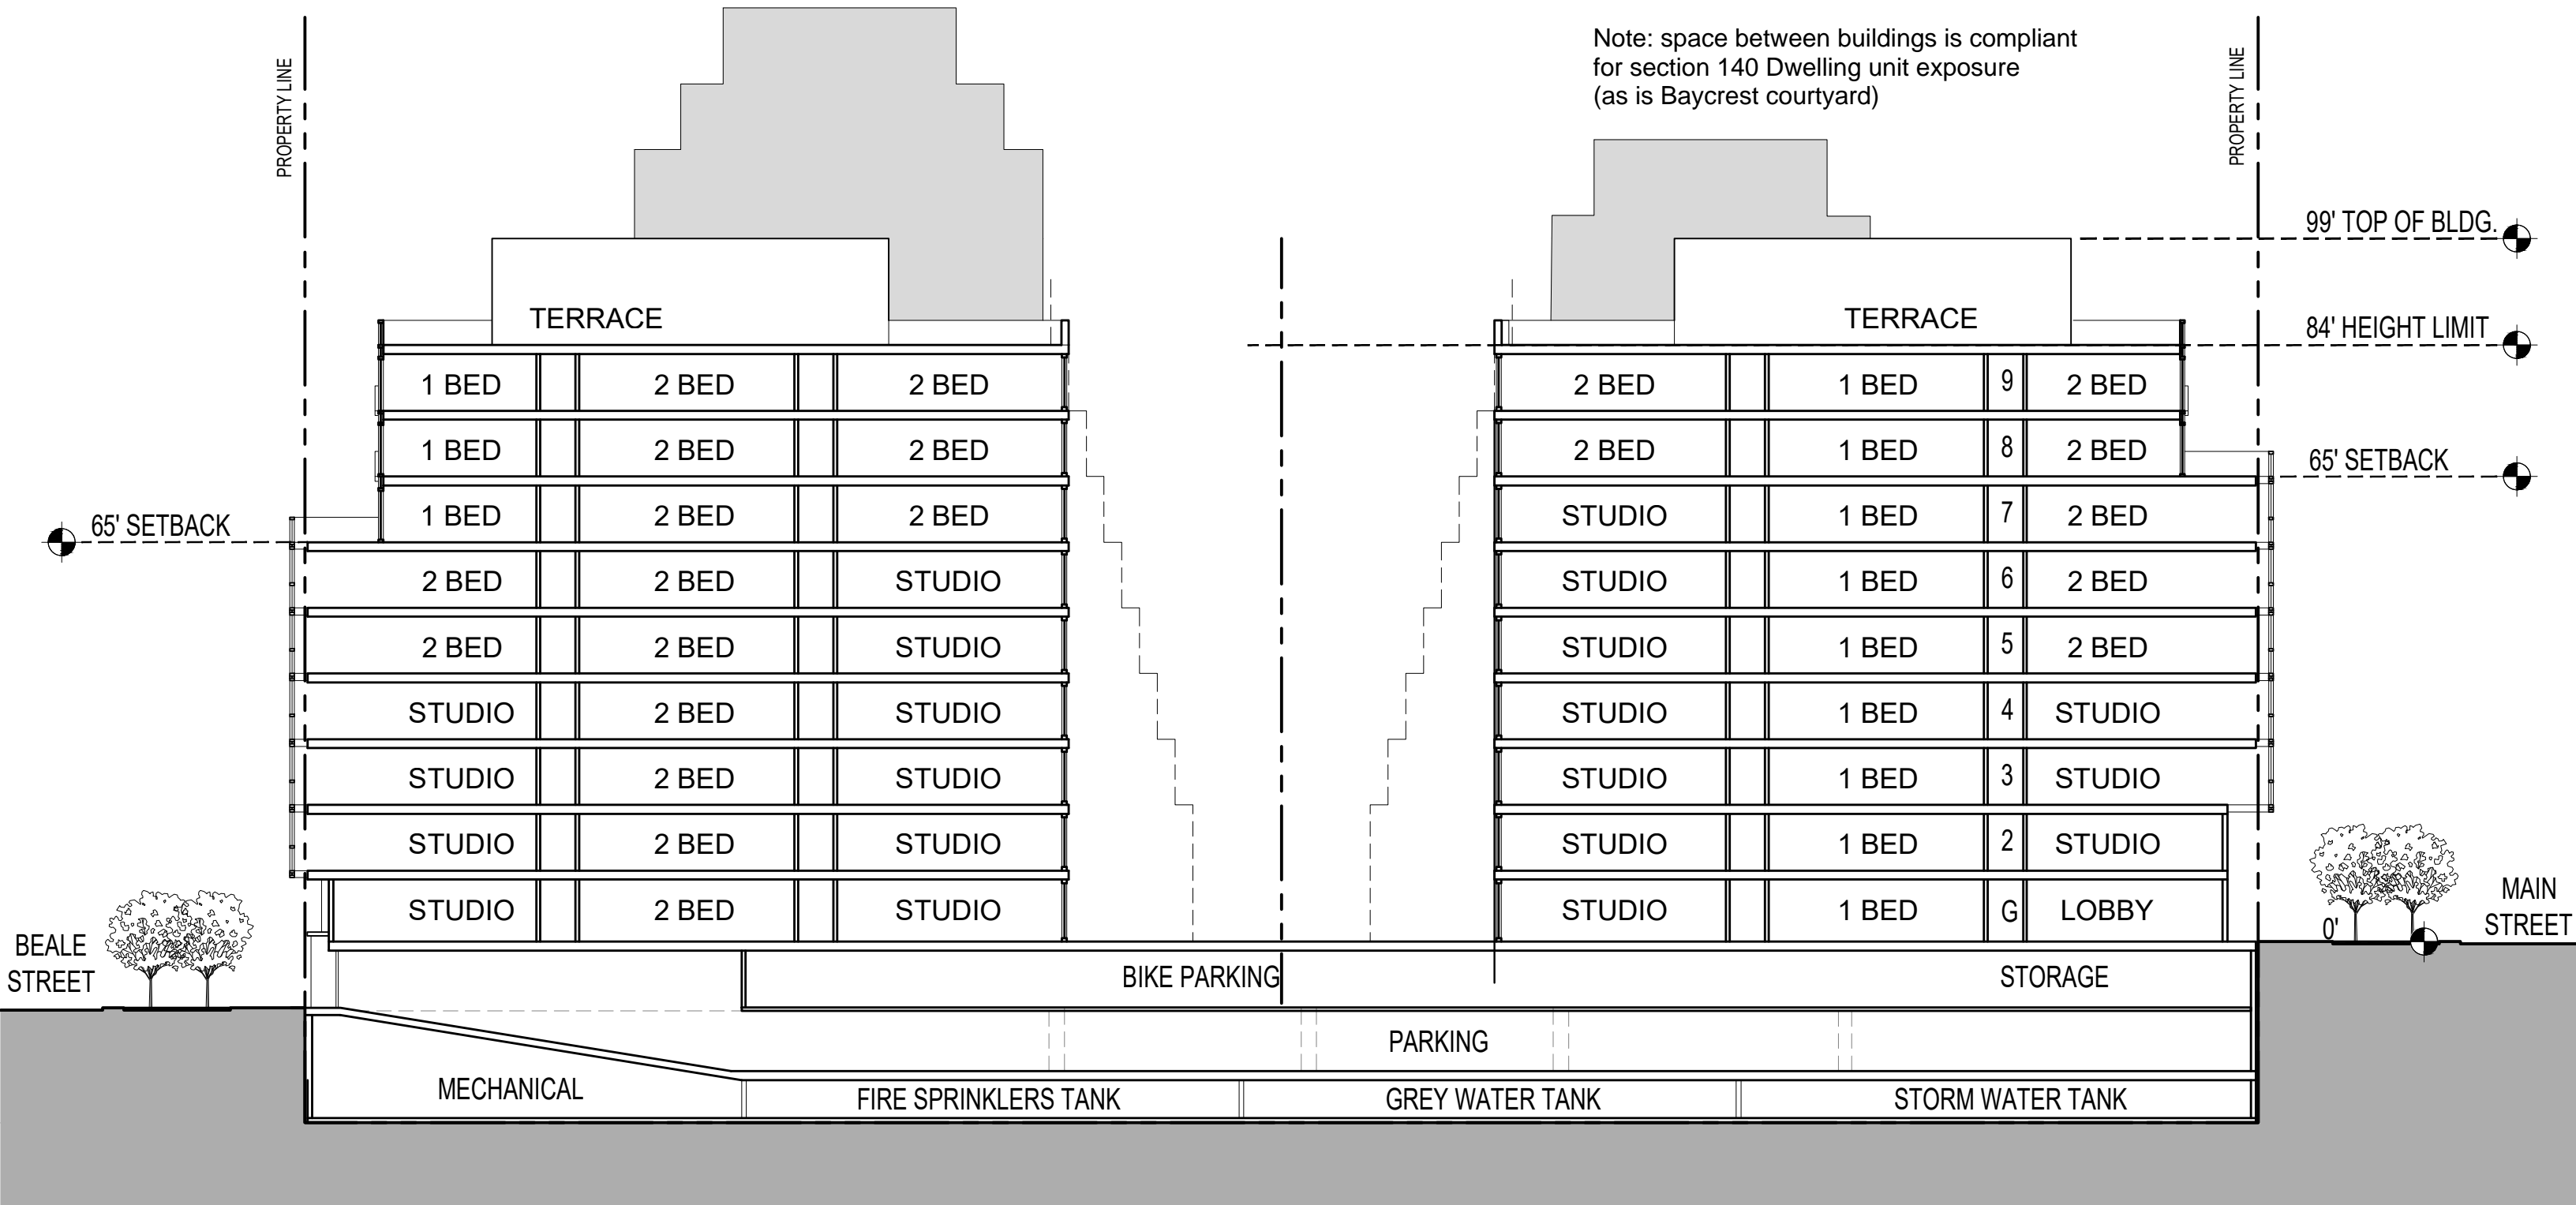 Note: space between buildings is compliant
for section 140 Dwelling unit exposure
(as is Baycrest courtyard)
PROPERTY LINE
PROPERTY LINE
99' TOP OF BLDG.
TERRACE
TERRACE
84' HEIGHT LIMIT
1 BED 2 BED 2 BED 2 BED 1 BED 9 2 BED
1 BED 2 BED 2 BED 2 BED 1 BED 8 2 BED
65' SETBACK
1 BED 2 BED 2 BED STUDIO 1 BED 7 2 BED
65' SETBACK
2 BED 2 BED STUDIO STUDIO 1 BED 6 2 BED
2 BED 2 BED STUDIO STUDIO 1 BED 5 2 BED
STUDIO 2 BED STUDIO STUDIO 1 BED 4 STUDIO
STUDIO 2 BED STUDIO STUDIO 1 BED 3 STUDIO
STUDIO 2 BED STUDIO STUDIO 1 BED 2 STUDIO
STUDIO 2 BED STUDIO STUDIO 1 BED G LOBBY
0'
MAIN
STREET
BEALE
STREET
BIKE PARKING
STORAGE
PARKING
MECHANICAL
FIRE SPRINKLERS TANK
GREY WATER TANK
STORM WATER TANK